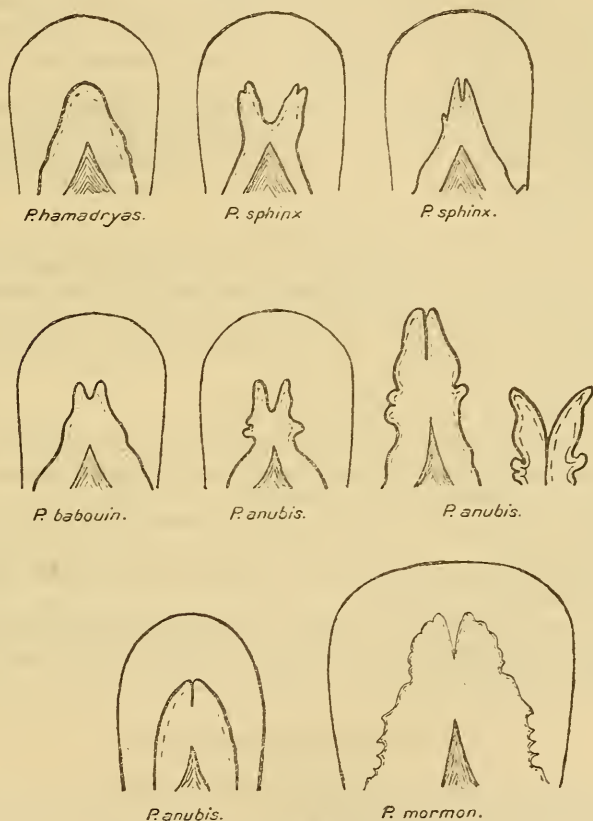 P. hamadryas.
P. sphinx
P. sphinx.
P. babouin.
P. anubis.
P. anubis.
P. anubis.
P. mormon.